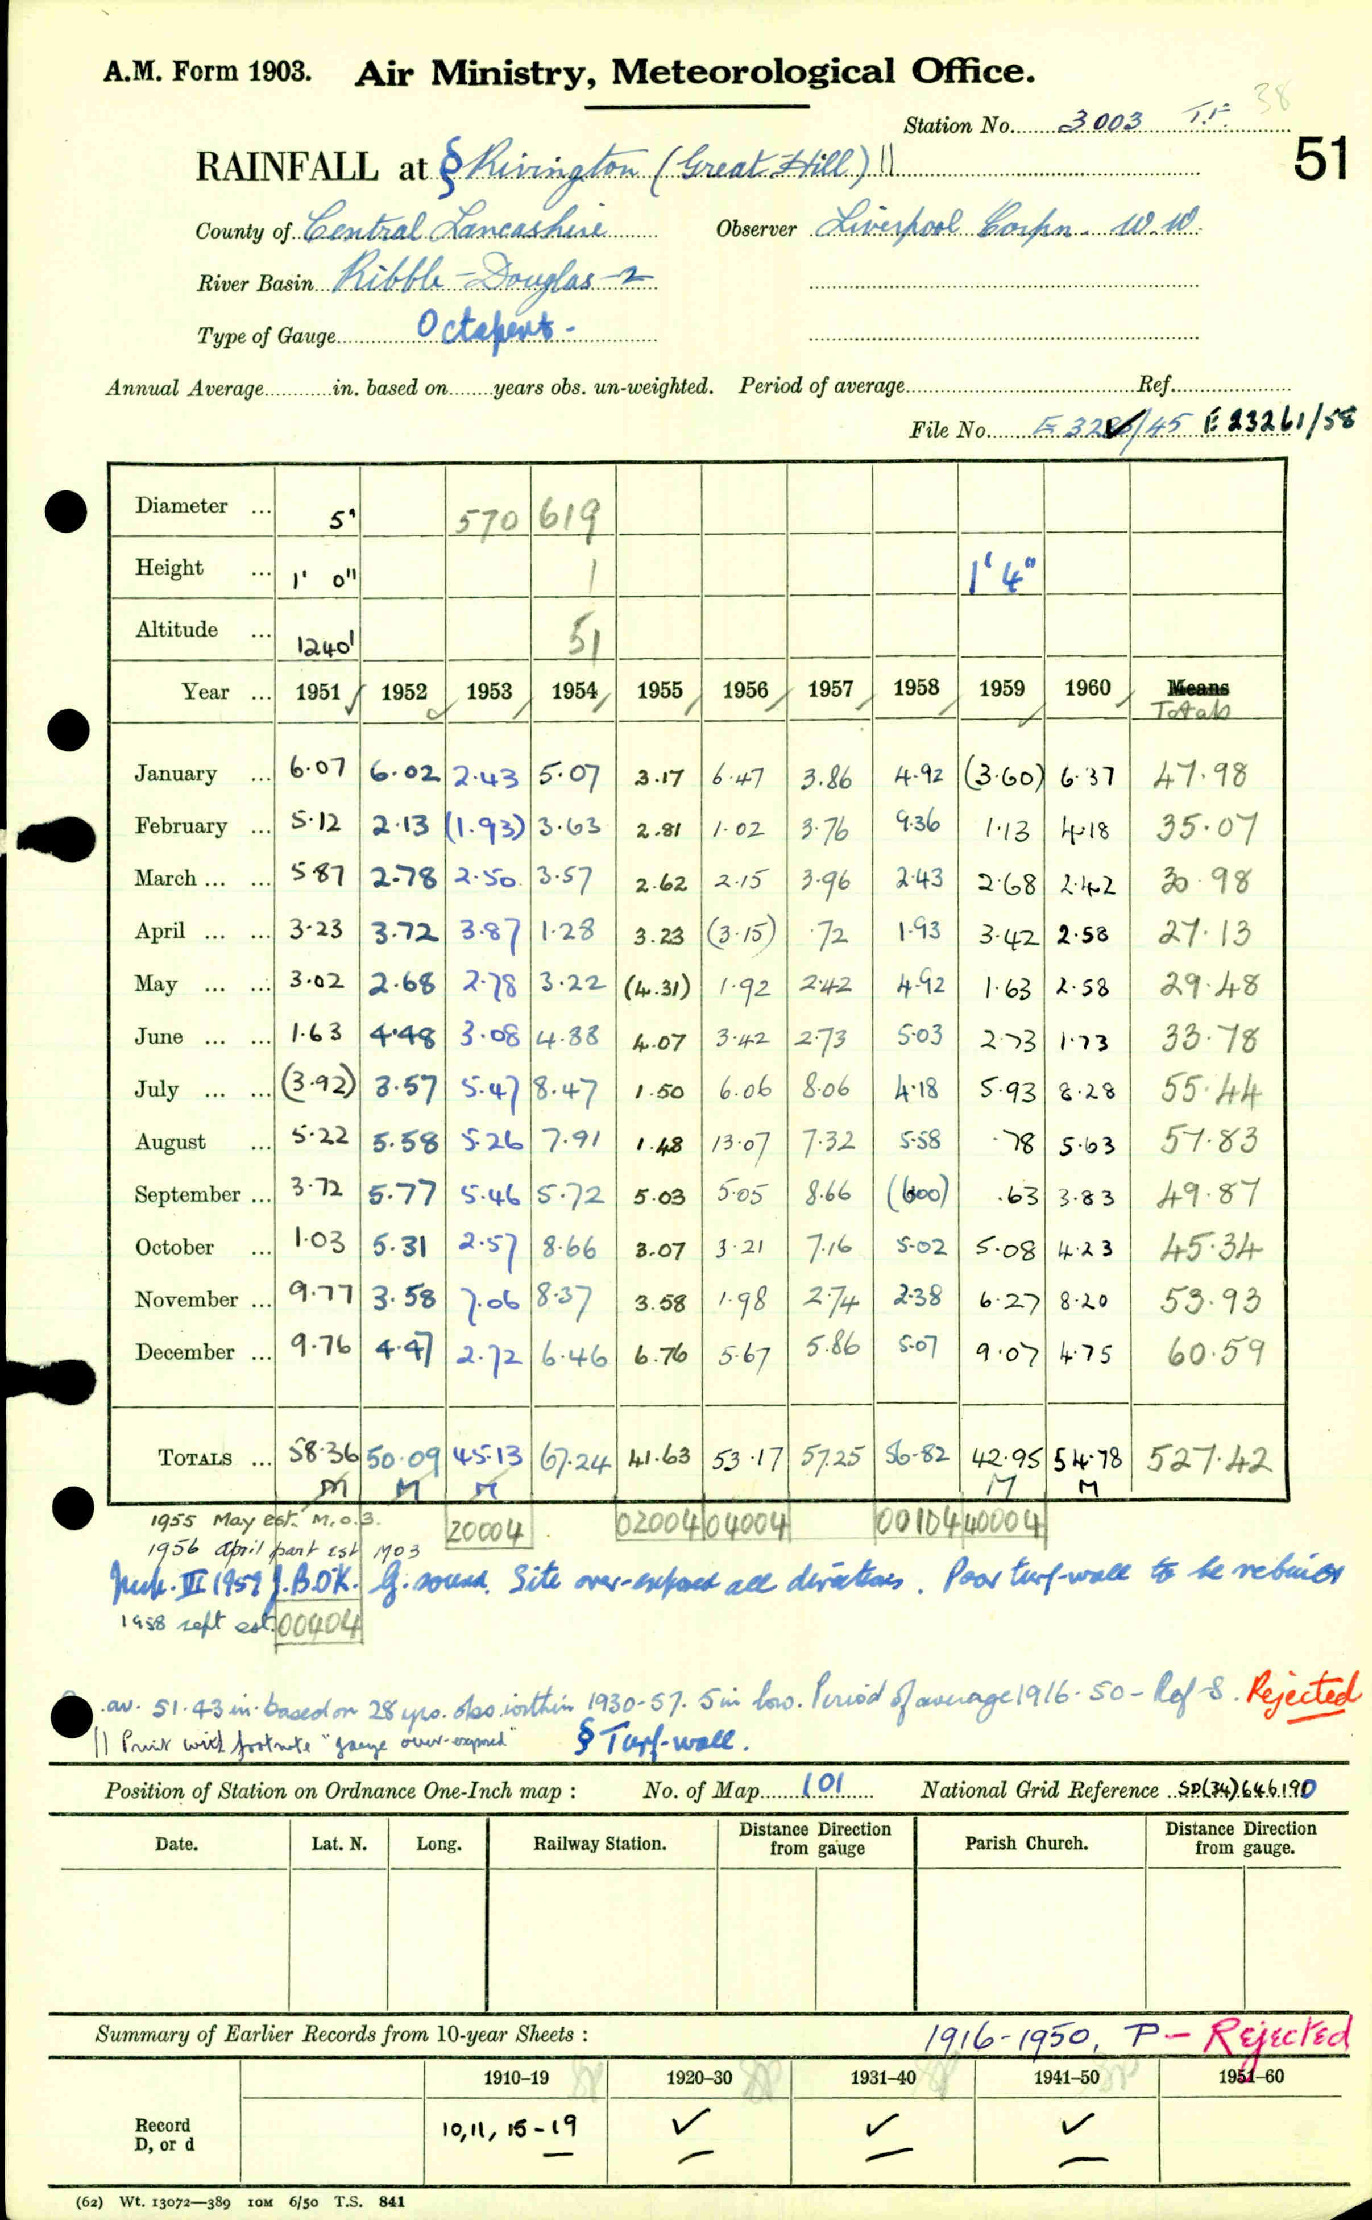 A.M. Form 1903. Air Ministry, Meteorological Office.
38
Station No. 3003 T.F.
51
RAINFALL at § Rivington (Great Hill) ||
County of Central Lancashire Observer Liverpool Corpn. W.W.
River Basin Ribble-Douglas-2
Type of Gauge
Annual Average in. based on years obs. un-weighted. Period of average Ref.
File No. /45 E 23261/58
Diameter ... 5" 570 619
Height ... 1' 0" 1 1'4"
Altitude ... 1240' 51
Year ... 1951 1952 1953 1954 1955 1956 1957 1958 1959 1960 Means
Totals
January ... 6.07 6.02 2.43 5.07 3.17 6.47 3.86 4.92 (3.60) 6.37 47.98
February ... 5.12 2.13 (1.93) 3.63 2.81 1.02 3.76 9.36 1.13 4.18 35.07
March ... ... 5.87 2.78 2.50 3.57 2.62 2.15 3.96 2.43 2.68 2.42 30.98
April ... ... 3.23 3.72 3.87 1.28 3.23 (3.15) .72 1.93 3.42 2.58 27.13
May ... ... 3.02 2.68 2.78 3.22 (4.31) 1.92 2.42 4.92 1.63 2.58 29.48
June ... ... 1.63 4.48 3.08 4.88 4.07 3.42 2.73 5.03 2.73 1.73 33.78
July ... ... (3.92) 3.57 5.47 8.47 1.50 6.06 8.06 4.18 5.93 8.28 55.44
August ... 5.22 5.58 5.26 7.91 1.48 13.07 7.32 5.58 .78 5.63 57.83
September ... 3.72 5.77 5.46 5.72 5.03 5.05 8.66 (6.00) .63 3.83 49.87
October ... 1.03 5.31 2.57 8.66 3.07 3.21 7.16 5.02 5.08 4.23 45.34
November ... 9.77 3.58 7.06 8.37 3.58 1.98 2.74 2.38 6.27 8.20 53.93
December ... 9.76 4.47 2.72 6.46 6.76 5.67 5.86 5.07 9.07 4.75 60.59
TOTALS ... 58.36 50.09 45.13 67.24 41.63 53.17 57.25 56.82 42.95 54.78 527.42
M M M M M
1955 May est. M.O.3. 20004 02004 04004 00104 40004
1956 April part est M03
III 1959 J.B.O'K. G. sound. Site over-exposed all directions. Poor turf-wall to be
1958 sept est. 00404
av. 51.43 in. based on 28 yrs. obs. within 1930-57. 5 in low. Period of average 1916-50 - Ref S. Rejected
|| Print with footnote "gauge over-exposed" § Turf-wall.
Position of Station on Ordnance One-Inch map : No. of Map 101 National Grid Reference SD(34)646190
Date. Lat. N. Long. Railway Station. Distance from gauge Direction Parish Church. Distance from gauge. Direction
Summary of Earlier Records from 10-year Sheets : 1916-1950, P - Rejected
1910-19 1920-30 1931-40 1941-50 1951-60
Record 10, 11, 15-19 ✓ ✓ ✓
D, or d
(62) Wt. 13072—389 10M 6/50 T.S. 841